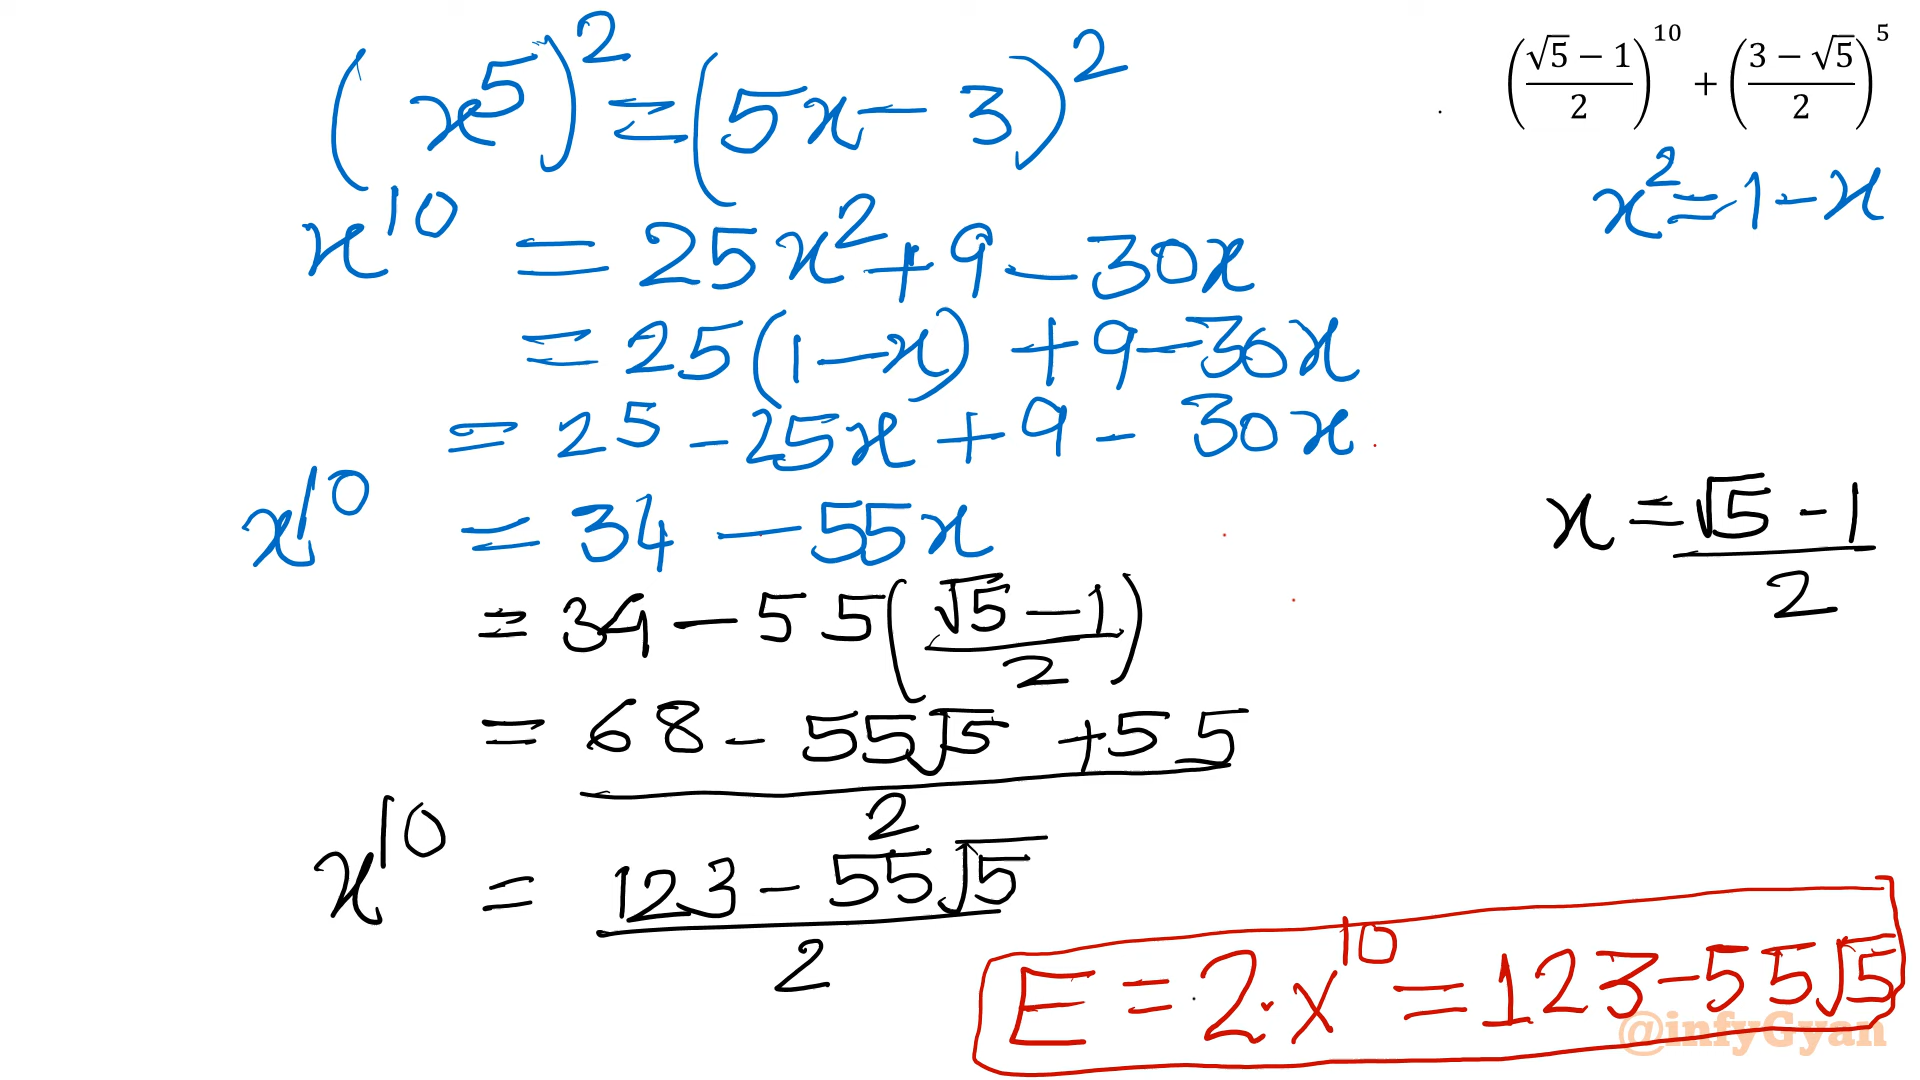 (x⁵)² = (5x - 3)²
((√5 - 1)/2)¹⁰ + ((3 - √5)/2)⁵
x² = 1 - x
x¹⁰ = 25x² + 9 - 30x
= 25(1 - x) + 9 - 30x
= 25 - 25x + 9 - 30x
x¹⁰ = 34 - 55x
x = (√5 - 1)/2
= 34 - 55((√5 - 1)/2)
= (68 - 55√5 + 55)/2
x¹⁰ = (123 - 55√5)/2
E = 2·x¹⁰ = 123 - 55√5
@infyGyan